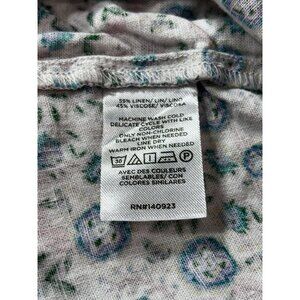 55% LINEN/ LIN/ LINO
45% VISCOSE/ VISCOSA
MACHINE WASH COLD
DELICATE CYCLE WITH LIKE
COLORS
ONLY NON-CHLORINE
BLEACH WHEN NEEDED
LINE DRY
WARM IRON WHEN NEEDED
30 P
AVEC DES COULEURS
SEMBLABLES/ CON
COLORES SIMILARES
RN#140923